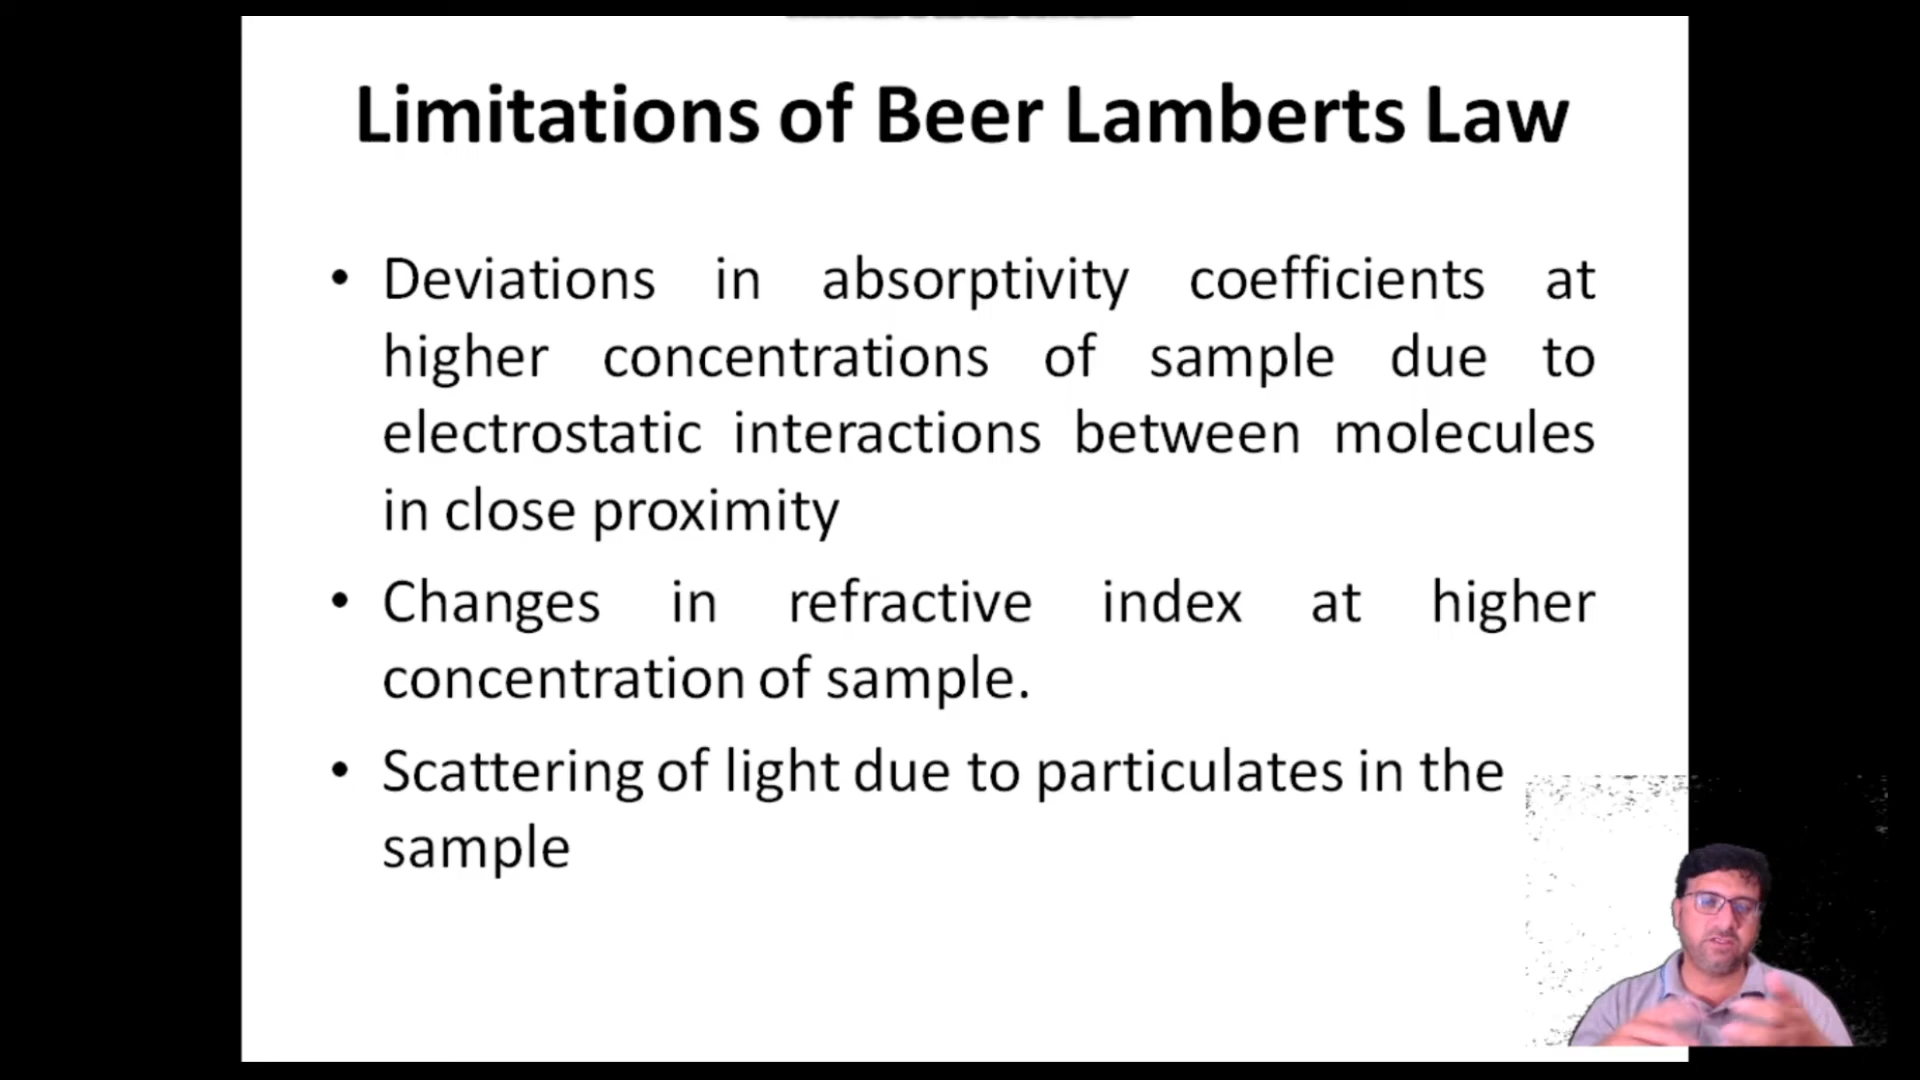 Limitations of Beer Lamberts Law
• Deviations in absorptivity coefficients at
higher concentrations of sample due to
electrostatic interactions between molecules
in close proximity
• Changes in refractive index at higher
concentration of sample.
• Scattering of light due to particulates in the
sample